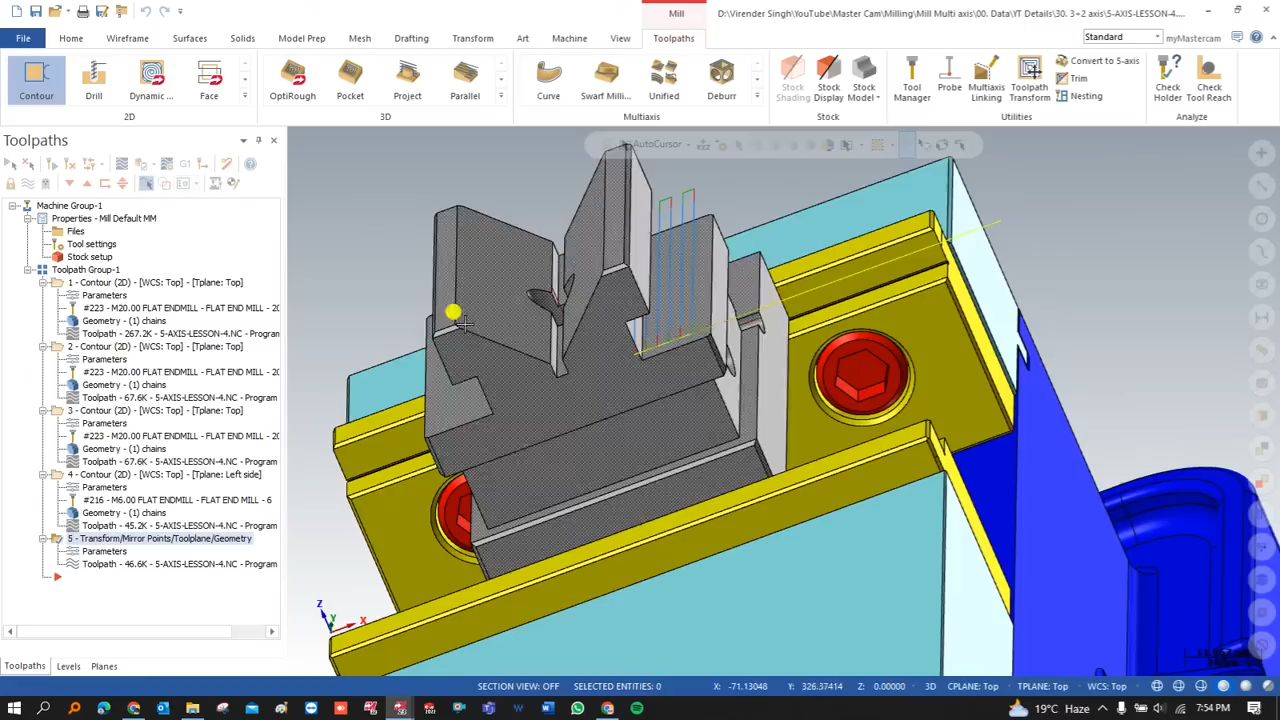 Mill
D:\Virender Singh\YouTube\Master Cam\Milling\Mill Multi axis\00. Data\YT Details\30. 3+2 axis\5-AXIS-LESSON-4....
File
Home
Wireframe
Surfaces
Solids
Model Prep
Mesh
Drafting
Transform
Art
Machine
View
Toolpaths
Standard
myMastercam
Contour
Drill
Dynamic ...
Face
OptiRough
Pocket
Project
Parallel
Curve
Swarf Milli...
Unified
Deburr
Stock Shading
Stock Display
Stock Model
Tool Manager
Probe
Multiaxis Linking
Toolpath Transform
Convert to 5-axis
Trim
Nesting
Check Holder
Check Tool Reach
2D
3D
Multiaxis
Stock
Utilities
Analyze
Toolpaths
AutoCursor
Machine Group-1
Properties - Mill Default MM
Files
Tool settings
Stock setup
Toolpath Group-1
1 - Contour (2D) - [WCS: Top] - [Tplane: Top]
Parameters
#223 - M20.00 FLAT ENDMILL - FLAT END MILL - 20
Geometry - (1) chains
Toolpath - 267.2K - 5-AXIS-LESSON-4.NC - Program
2 - Contour (2D) - [WCS: Top] - [Tplane: Top]
Parameters
#223 - M20.00 FLAT ENDMILL - FLAT END MILL - 20
Geometry - (1) chains
Toolpath - 67.6K - 5-AXIS-LESSON-4.NC - Program
3 - Contour (2D) - [WCS: Top] - [Tplane: Top]
Parameters
#223 - M20.00 FLAT ENDMILL - FLAT END MILL - 20
Geometry - (1) chains
Toolpath - 67.6K - 5-AXIS-LESSON-4.NC - Program
4 - Contour (2D) - [WCS: Top] - [Tplane: Left side]
Parameters
#216 - M6.00 FLAT ENDMILL - FLAT END MILL - 6
Geometry - (1) chains
Toolpath - 45.2K - 5-AXIS-LESSON-4.NC - Program
5 - Transform/Mirror Points/Toolplane/Geometry
Parameters
Toolpath - 46.6K - 5-AXIS-LESSON-4.NC - Program
Z
Y
X
Toolpaths
Levels
Planes
SECTION VIEW: OFF
SELECTED ENTITIES: 0
X: -71.13048
Y: 326.37414
Z: 0.00000
3D
CPLANE: Top
TPLANE: Top
WCS: Top
19°C Haze
7:54 PM